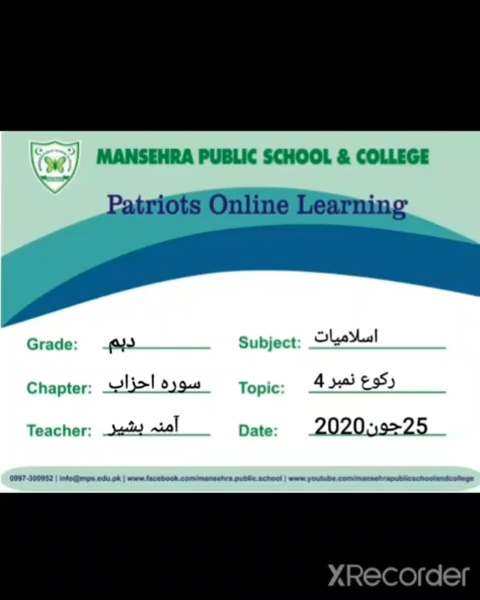 MANSEHRA PUBLIC SCHOOL & COLLEGE
Patriots Online Learning
Grade: دہم Subject: اسلامیات
Chapter: سورہ احزاب Topic: رکوع نمبر 4
Teacher: آمنہ بشیر Date: 25جون2020
0997-300952 | info@mps.edu.pk | www.facebook.com/mansehra.public.school | www.youtube.com/mansehrapublicschoolandcollege
XRecorder